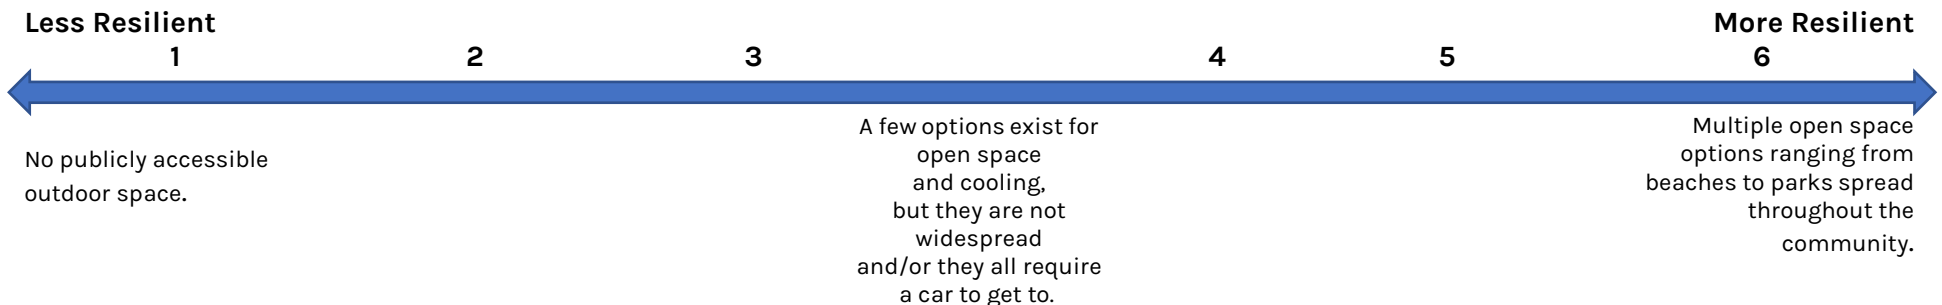 Less Resilient
More Resilient
1 2 3 4 5 6
No publicly accessible
outdoor space.
A few options exist for
open space
and cooling,
but they are not
widespread
and/or they all require
a car to get to.
Multiple open space
options ranging from
beaches to parks spread
throughout the
community.